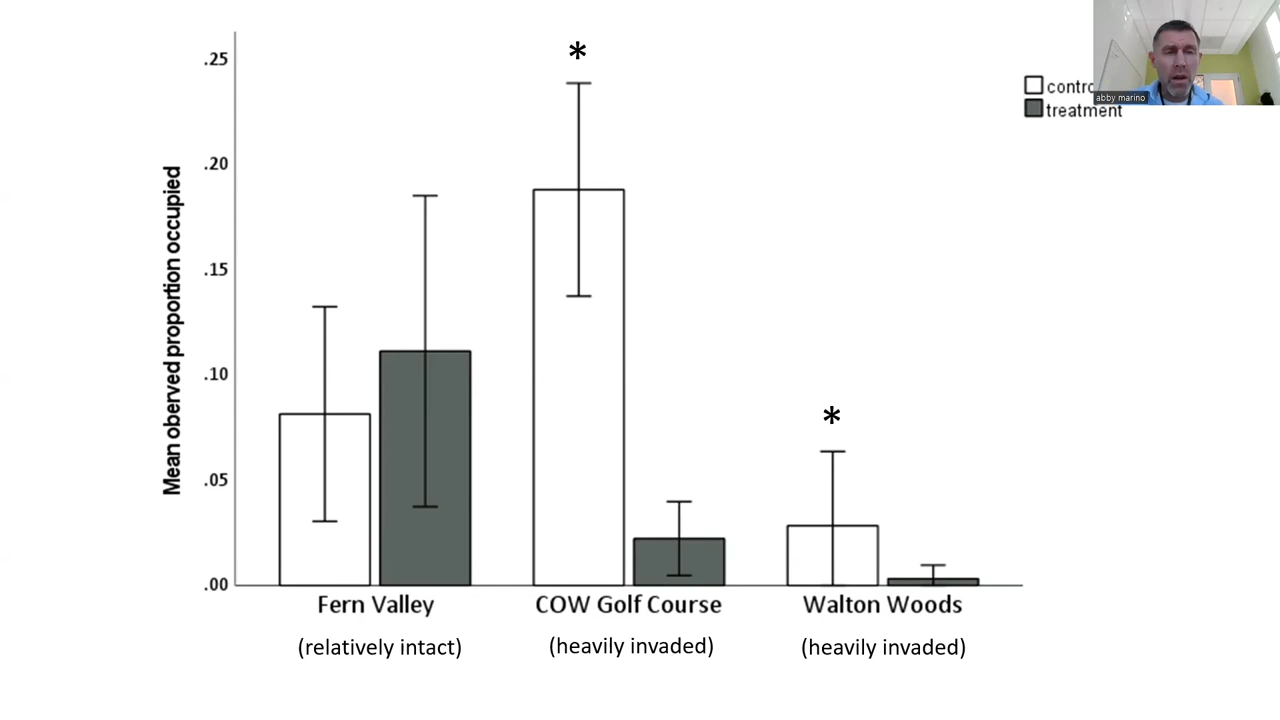 *
.25
.20
.15
.10
.05
.00
Mean oberved proportion occupied
*
abby marino
treatment
Fern Valley
COW Golf Course
Walton Woods
(relatively intact)
(heavily invaded)
(heavily invaded)